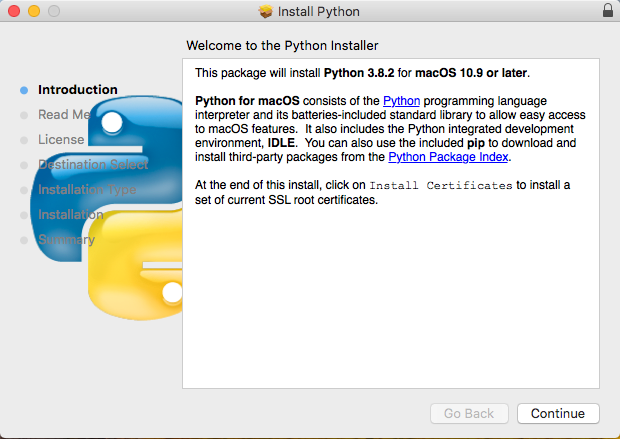 Install Python
Welcome to the Python Installer
Introduction
Read Me
License
Destination Select
Installation Type
Installation
Summary
This package will install Python 3.8.2 for macOS 10.9 or later.
Python for macOS consists of the Python programming language
interpreter and its batteries-included standard library to allow easy access
to macOS features. It also includes the Python integrated development
environment, IDLE. You can also use the included pip to download and
install third-party packages from the Python Package Index.
At the end of this install, click on Install Certificates to install a
set of current SSL root certificates.
Go Back
Continue